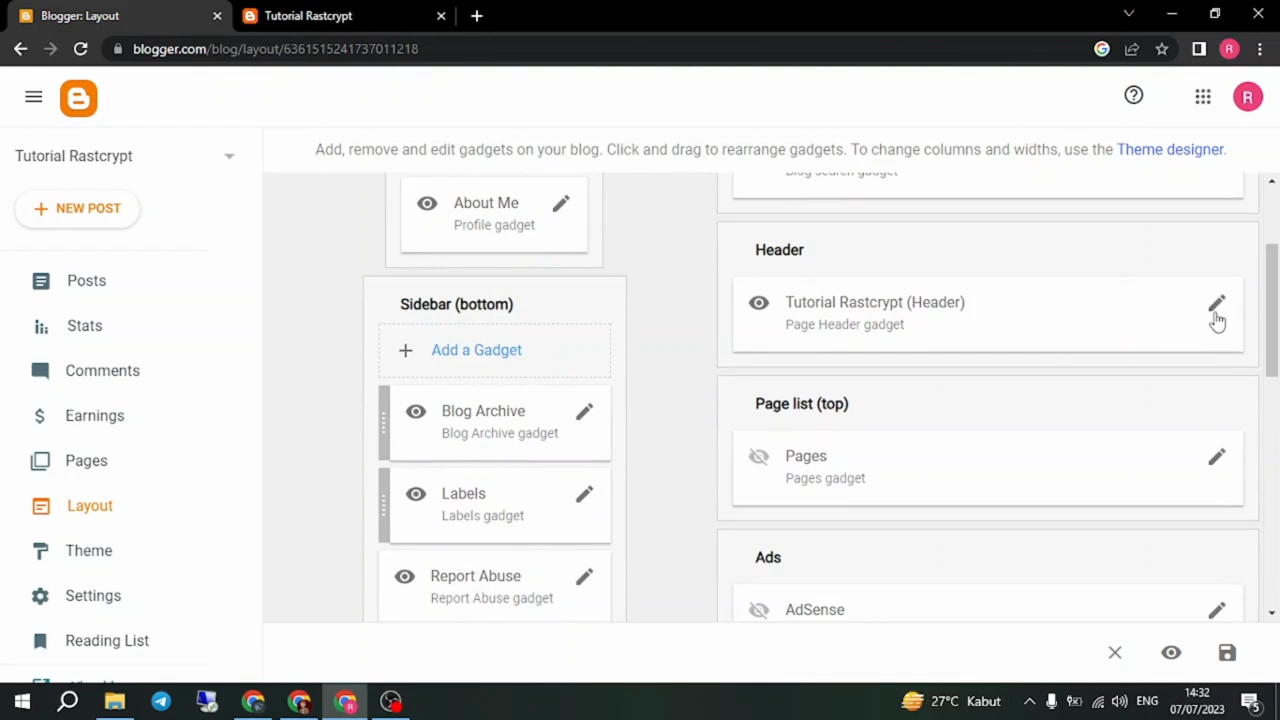 Blogger: Layout
Tutorial Rastcrypt
blogger.com/blog/layout/6361515241737011218
R
R
Tutorial Rastcrypt
NEW POST
Posts
Stats
Comments
Earnings
Pages
Layout
Theme
Settings
Reading List
Add, remove and edit gadgets on your blog. Click and drag to rearrange gadgets. To change columns and widths, use the Theme designer.
About Me
Profile gadget
Sidebar (bottom)
Add a Gadget
Blog Archive
Blog Archive gadget
Labels
Labels gadget
Report Abuse
Report Abuse gadget
Blog Search gadget
Header
Tutorial Rastcrypt (Header)
Page Header gadget
Page list (top)
Pages
Pages gadget
Ads
AdSense
R
27°C Kabut
ENG
14:32
07/07/2023
5